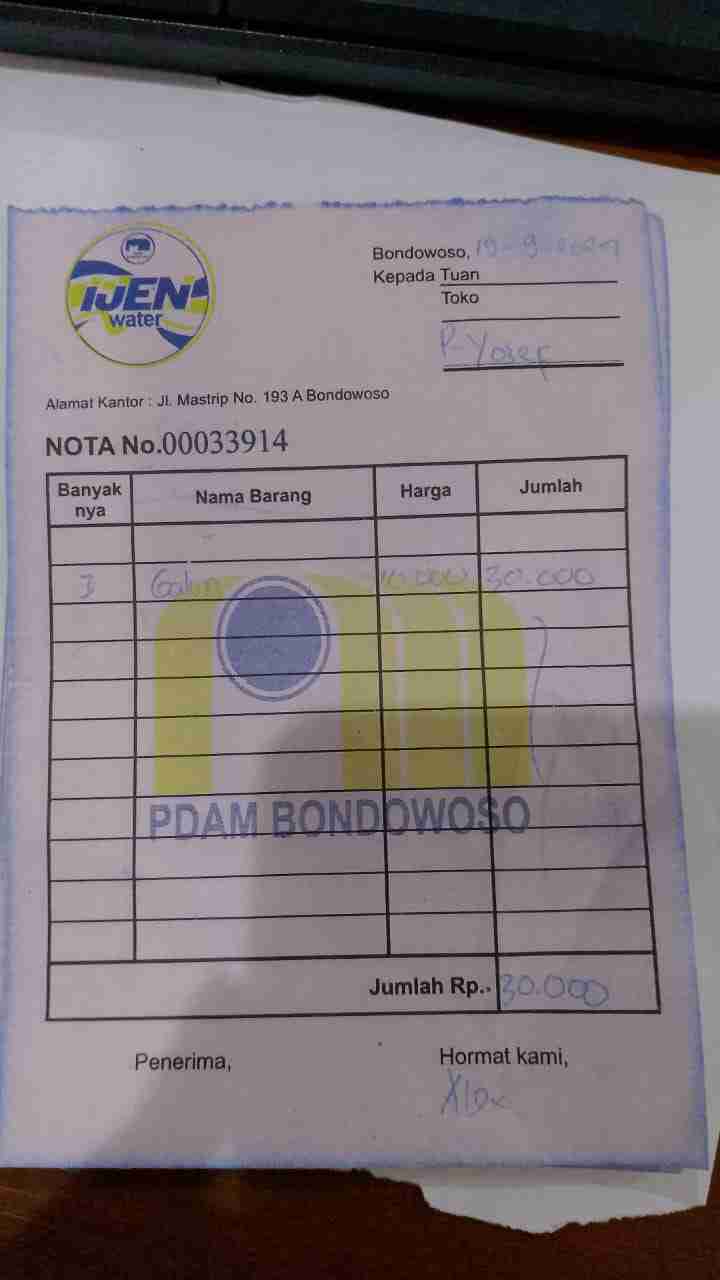 IJEN
water
Bondowoso, 19-9-2024
Kepada Tuan
Toko
P-Yosef
Alamat Kantor : Jl. Mastrip No. 193 A Bondowoso
NOTA No.00033914
Banyak nya Nama Barang Harga Jumlah
3 Galon 10.000 30.000
PDAM BONDOWOSO
Jumlah Rp.- 30.000
Penerima, Hormat kami,